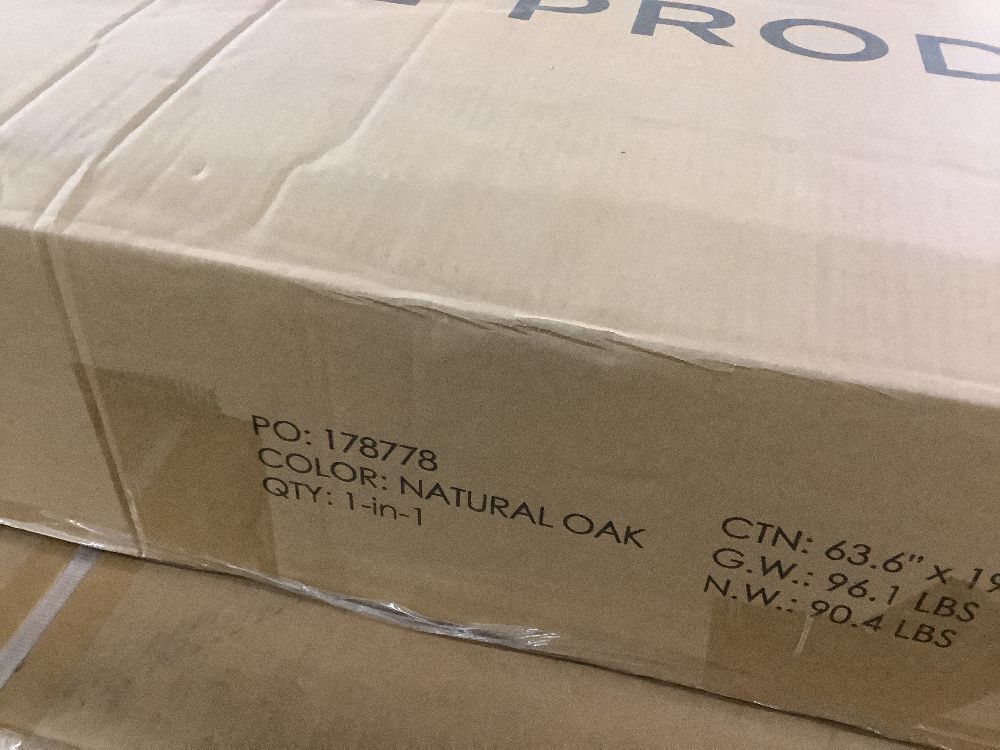 PROD
PO: 178778
COLOR: NATURAL OAK
QTY: 1-in-1
CTN: 63.6" x 19
G.W.: 96.1 LBS
N.W.: 90.4 LBS